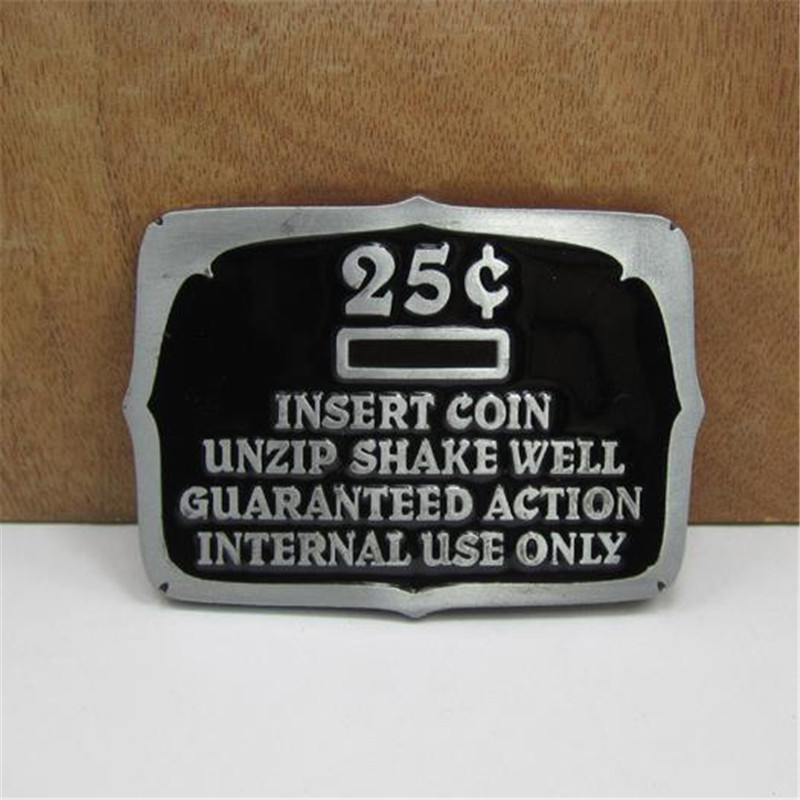 25¢
INSERT COIN
UNZIP SHAKE WELL
GUARANTEED ACTION
INTERNAL USE ONLY